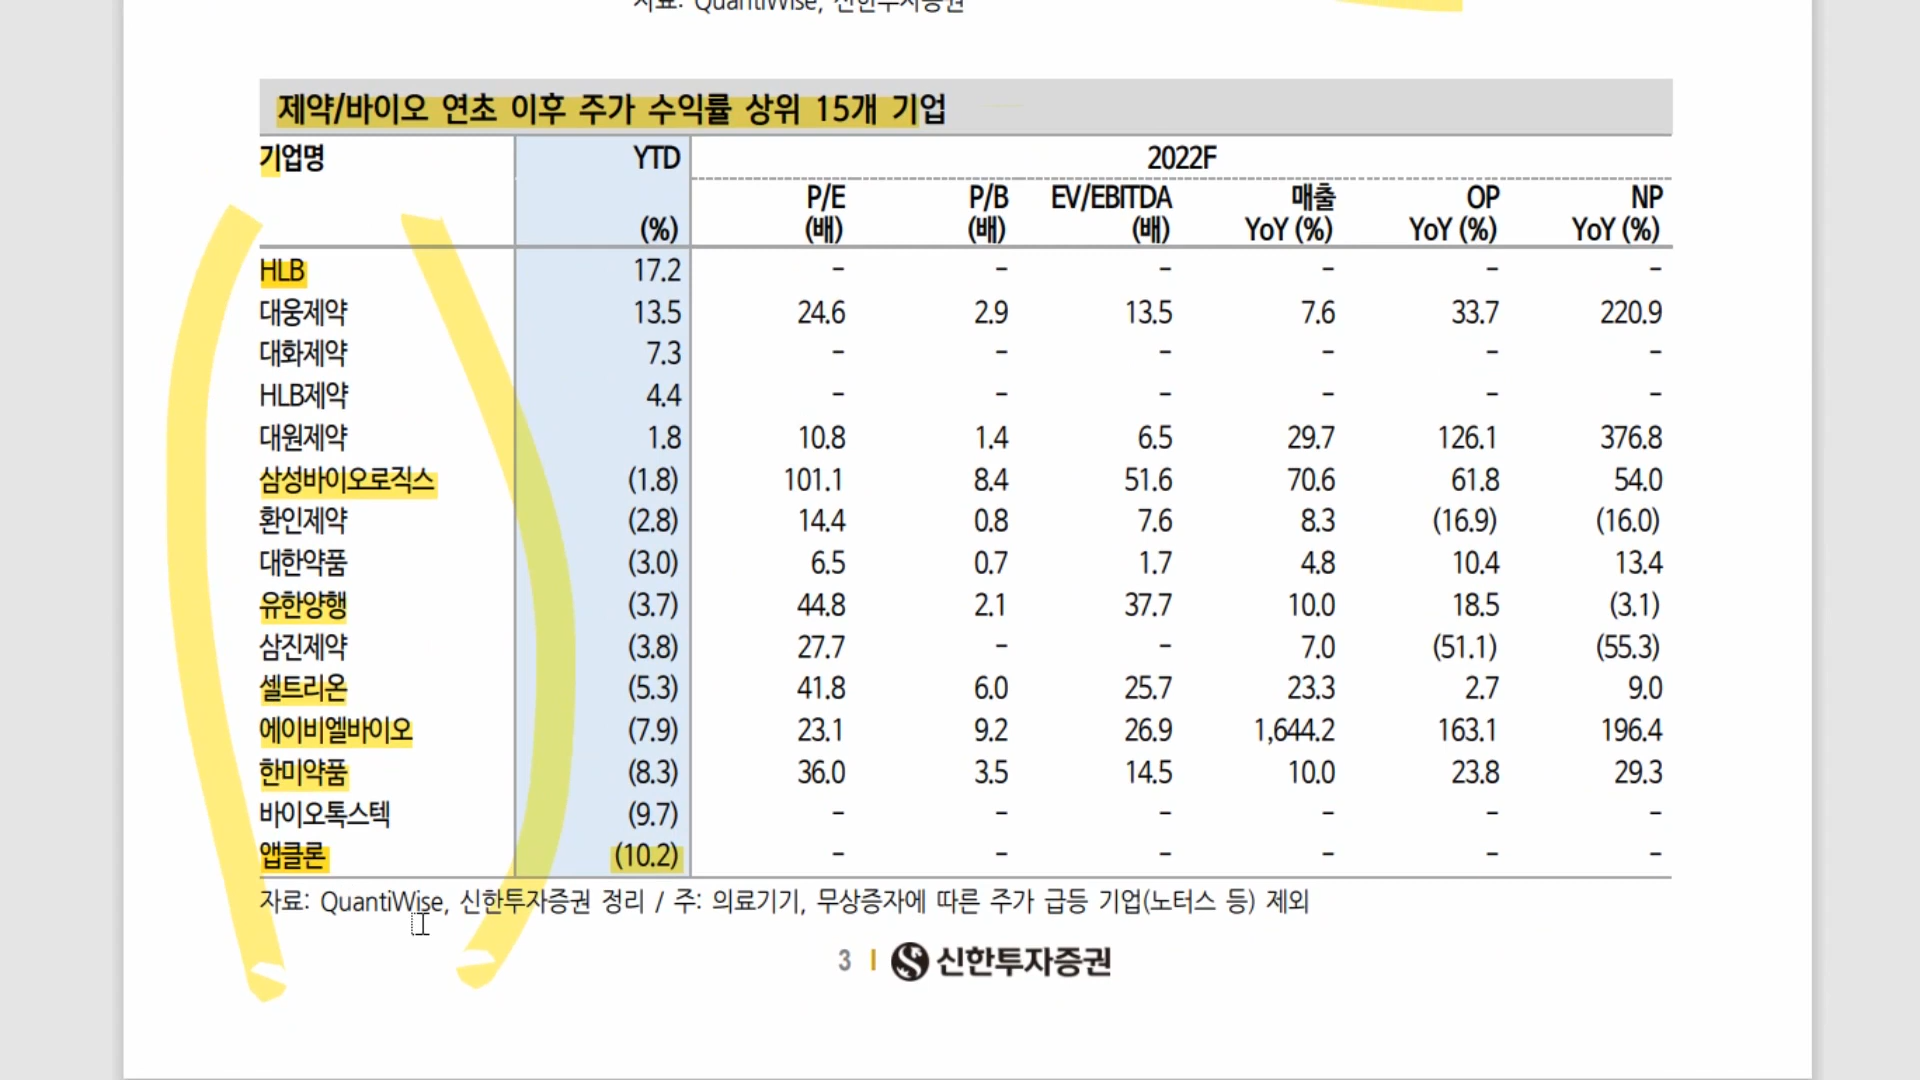 자료: QuantiWise, 신한투자증권
제약/바이오 연초 이후 주가 수익률 상위 15개 기업
기업명 YTD 2022F
P/E P/B EV/EBITDA 매출 OP NP
(%) (배) (배) (배) YoY (%) YoY (%) YoY (%)
HLB 17.2 – – – – – –
대웅제약 13.5 24.6 2.9 13.5 7.6 33.7 220.9
대화제약 7.3 – – – – – –
HLB제약 4.4 – – – – – –
대원제약 1.8 10.8 1.4 6.5 29.7 126.1 376.8
삼성바이오로직스 (1.8) 101.1 8.4 51.6 70.6 61.8 54.0
환인제약 (2.8) 14.4 0.8 7.6 8.3 (16.9) (16.0)
대한약품 (3.0) 6.5 0.7 1.7 4.8 10.4 13.4
유한양행 (3.7) 44.8 2.1 37.7 10.0 18.5 (3.1)
삼진제약 (3.8) 27.7 – – 7.0 (51.1) (55.3)
셀트리온 (5.3) 41.8 6.0 25.7 23.3 2.7 9.0
에이비엘바이오 (7.9) 23.1 9.2 26.9 1,644.2 163.1 196.4
한미약품 (8.3) 36.0 3.5 14.5 10.0 23.8 29.3
바이오톡스텍 (9.7) – – – – – –
앱클론 (10.2) – – – – – –
자료: QuantiWise, 신한투자증권 정리 / 주: 의료기기, 무상증자에 따른 주가 급등 기업(노터스 등) 제외
3 신한투자증권